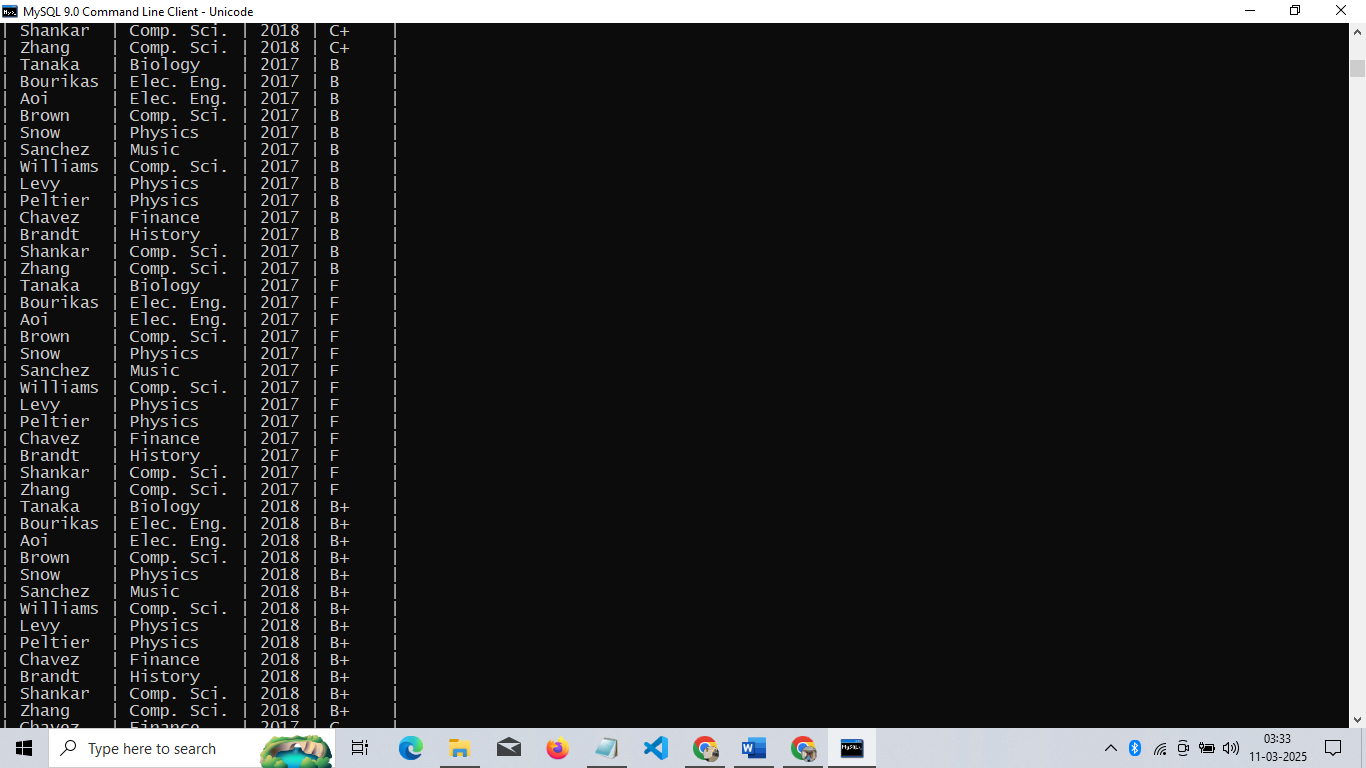 MySQL 9.0 Command Line Client - Unicode
| Shankar | Comp. Sci. | 2018 | C+ |
| Zhang | Comp. Sci. | 2018 | C+ |
| Tanaka | Biology | 2017 | B |
| Bourikas | Elec. Eng. | 2017 | B |
| Aoi | Elec. Eng. | 2017 | B |
| Brown | Comp. Sci. | 2017 | B |
| Snow | Physics | 2017 | B |
| Sanchez | Music | 2017 | B |
| Williams | Comp. Sci. | 2017 | B |
| Levy | Physics | 2017 | B |
| Peltier | Physics | 2017 | B |
| Chavez | Finance | 2017 | B |
| Brandt | History | 2017 | B |
| Shankar | Comp. Sci. | 2017 | B |
| Zhang | Comp. Sci. | 2017 | B |
| Tanaka | Biology | 2017 | F |
| Bourikas | Elec. Eng. | 2017 | F |
| Aoi | Elec. Eng. | 2017 | F |
| Brown | Comp. Sci. | 2017 | F |
| Snow | Physics | 2017 | F |
| Sanchez | Music | 2017 | F |
| Williams | Comp. Sci. | 2017 | F |
| Levy | Physics | 2017 | F |
| Peltier | Physics | 2017 | F |
| Chavez | Finance | 2017 | F |
| Brandt | History | 2017 | F |
| Shankar | Comp. Sci. | 2017 | F |
| Zhang | Comp. Sci. | 2017 | F |
| Tanaka | Biology | 2018 | B+ |
| Bourikas | Elec. Eng. | 2018 | B+ |
| Aoi | Elec. Eng. | 2018 | B+ |
| Brown | Comp. Sci. | 2018 | B+ |
| Snow | Physics | 2018 | B+ |
| Sanchez | Music | 2018 | B+ |
| Williams | Comp. Sci. | 2018 | B+ |
| Levy | Physics | 2018 | B+ |
| Peltier | Physics | 2018 | B+ |
| Chavez | Finance | 2018 | B+ |
| Brandt | History | 2018 | B+ |
| Shankar | Comp. Sci. | 2018 | B+ |
| Zhang | Comp. Sci. | 2018 | B+ |
| Chavez | Finance | 2017 |
Type here to search
03:33
11-03-2025